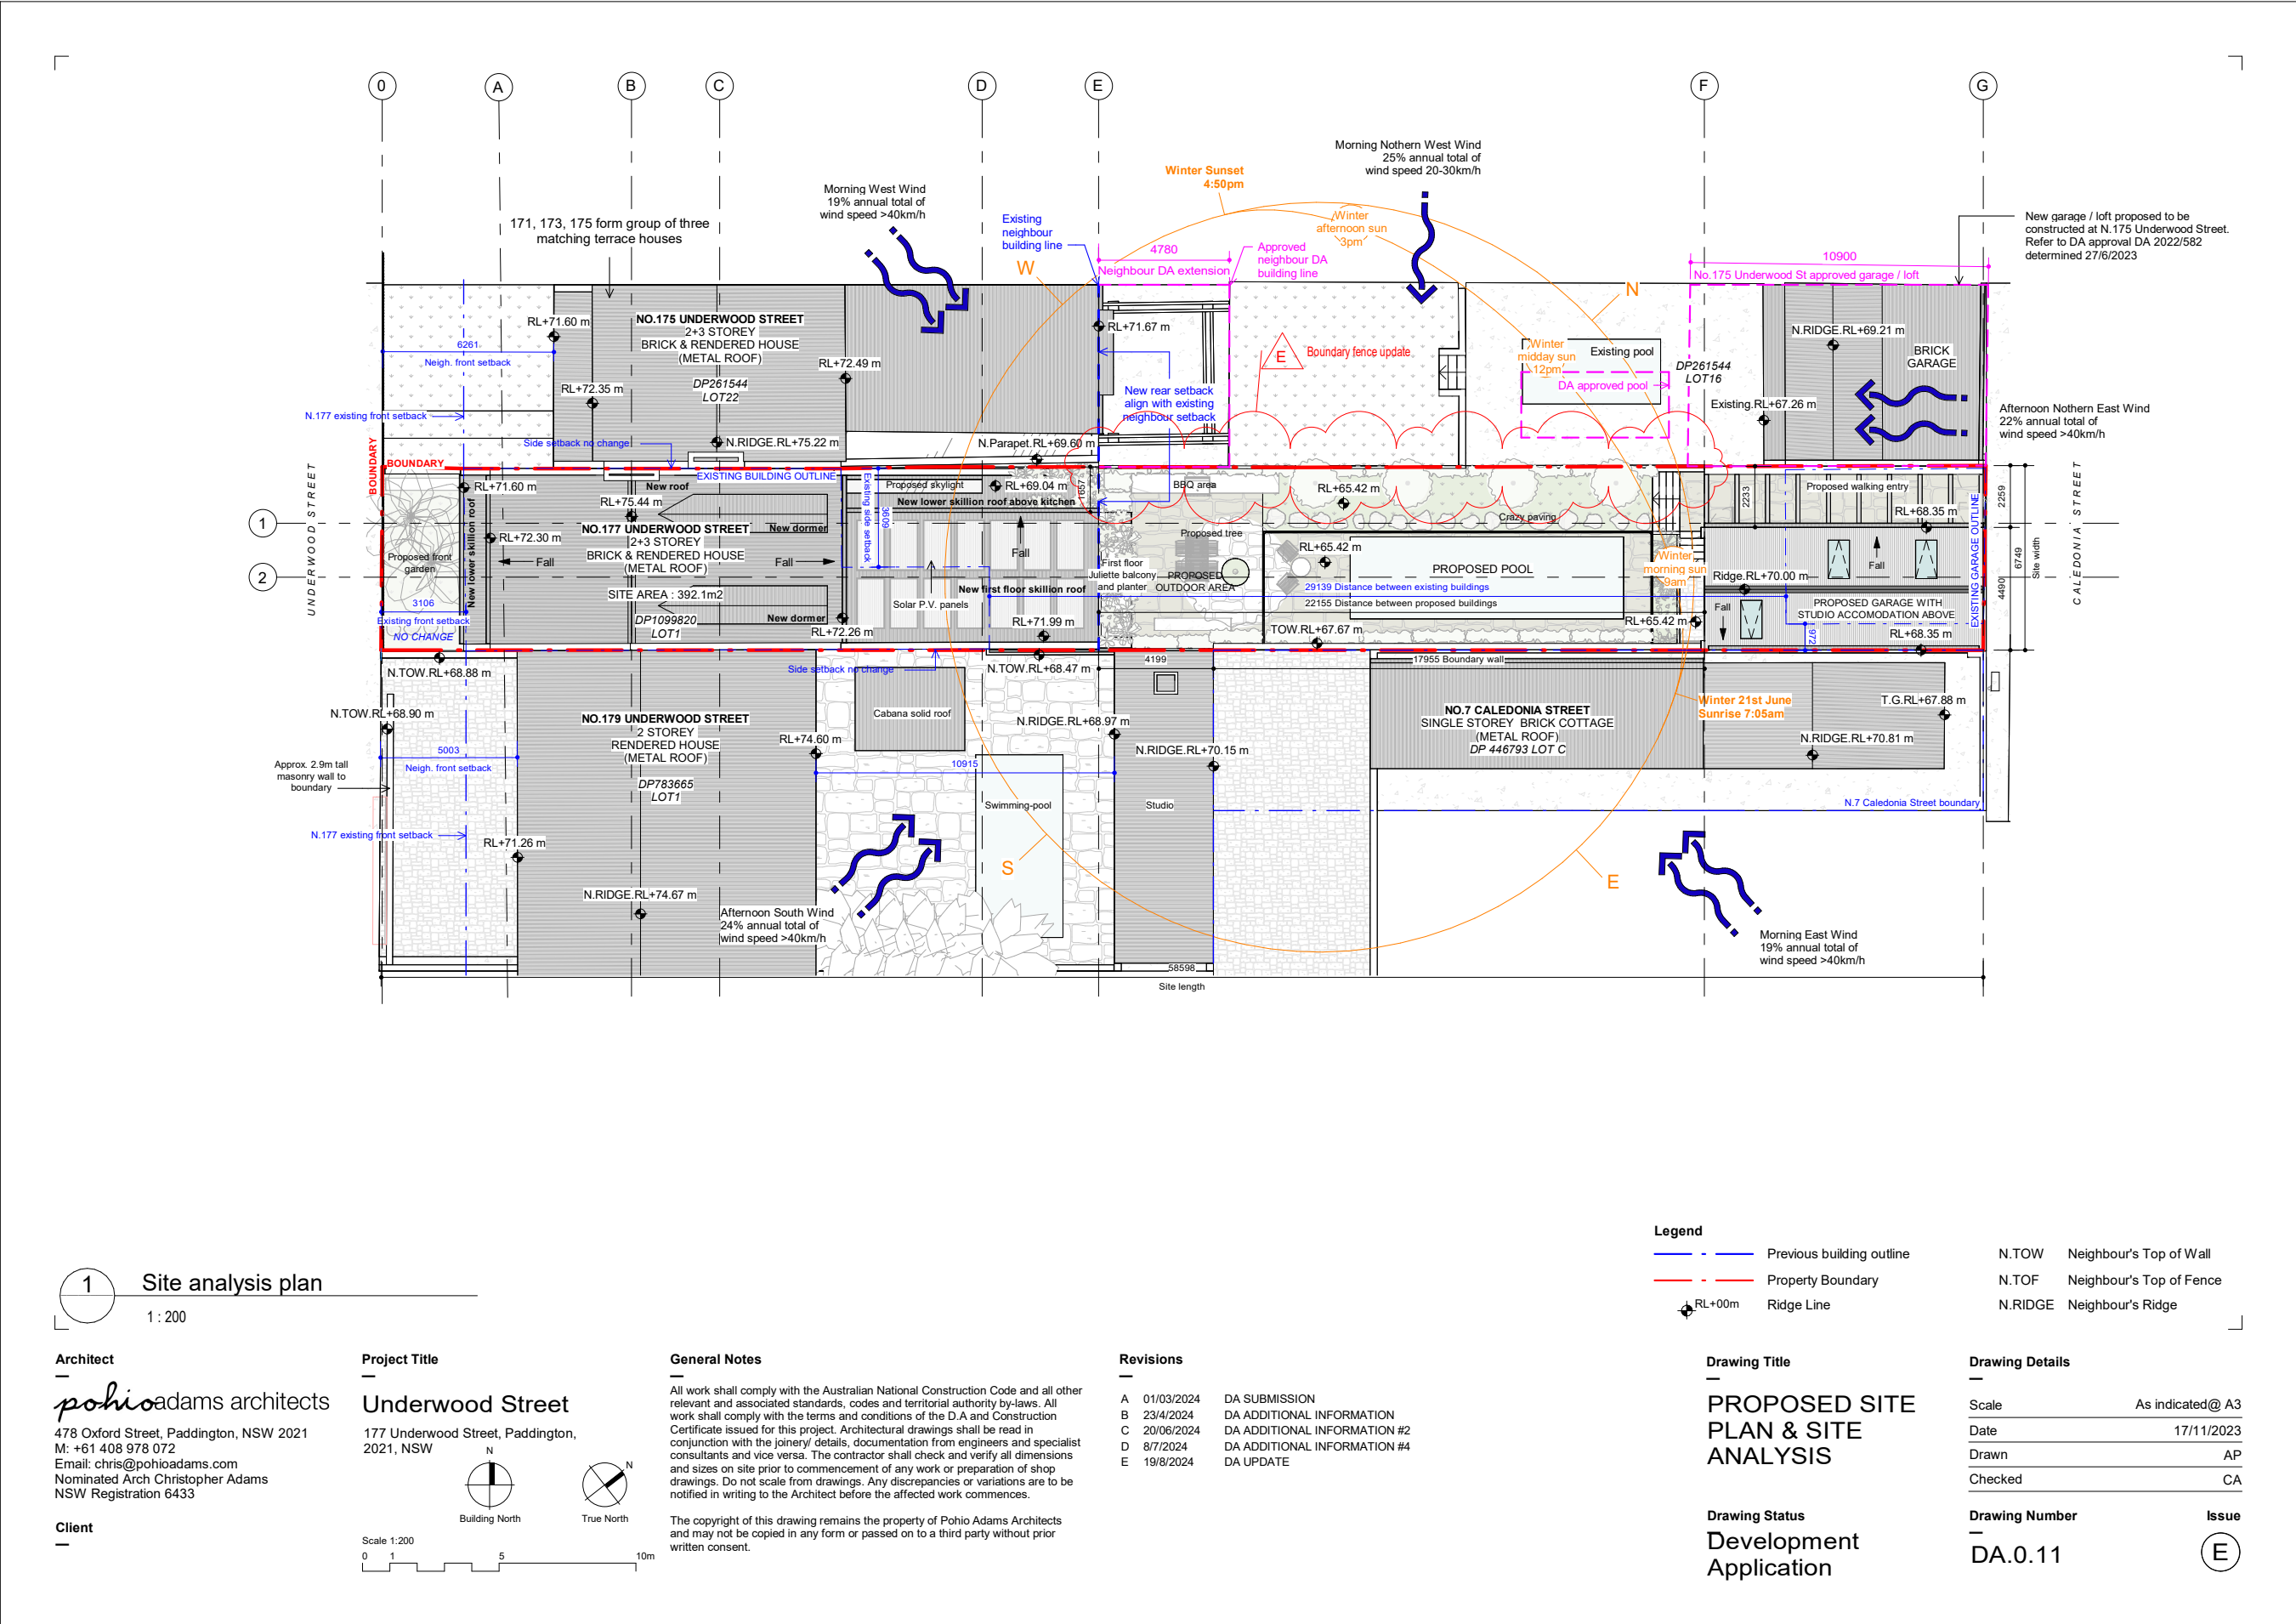 0
A
B
C
D
E
F
G
1
2
Morning Nothern West Wind
25% annual total of
wind speed 20-30km/h
Winter Sunset
4:50pm
Morning West Wind
19% annual total of
wind speed >40km/h
171, 173, 175 form group of three
matching terrace houses
Existing
neighbour
building line
4780
Neighbour DA extension
Approved
neighbour DA
building line
Winter
afternoon sun
3pm
10900
No.175 Underwood St approved garage / loft
New garage / loft proposed to be
constructed at N.175 Underwood Street.
Refer to DA approval DA 2022/582
determined 27/6/2023
W
N
S
E
RL+71.60 m
NO.175 UNDERWOOD STREET
2+3 STOREY
BRICK & RENDERED HOUSE
(METAL ROOF)
DP261544
LOT22
6261
Neigh. front setback
RL+72.35 m
RL+72.49 m
RL+71.67 m
N.177 existing front setback
Side setback no change
N.RIDGE.RL+75.22 m
N.Parapet.RL+69.60 m
New rear setback
align with existing
neighbour setback
E
Boundary fence update
Winter
midday sun
12pm
Existing pool
DA approved pool
DP261544
LOT16
N.RIDGE.RL+69.21 m
BRICK
GARAGE
Existing.RL+67.26 m
Afternoon Nothern East Wind
22% annual total of
wind speed >40km/h
BOUNDARY
BOUNDARY
UNDERWOOD STREET
CALEDONIA STREET
EXISTING BUILDING OUTLINE
RL+71.60 m
New roof
RL+75.44 m
NO.177 UNDERWOOD STREET
2+3 STOREY
BRICK & RENDERED HOUSE
(METAL ROOF)
SITE AREA : 392.1m2
DP1099820
LOT1
New dormer
New dormer
Fall
Fall
RL+72.30 m
New lower skillion roof
Proposed front
garden
3106
Existing front setback
NO CHANGE
RL+72.26 m
Existing side setback
3609
Proposed skylight
RL+69.04 m
New lower skillion roof above kitchen
1657
Fall
New first floor skillion roof
Solar P.V. panels
RL+71.99 m
First floor
Juliette balcony
and planter
BBQ area
Proposed tree
PROPOSED
OUTDOOR AREA
RL+65.42 m
Crazy paving
RL+65.42 m
PROPOSED POOL
29139 Distance between existing buildings
22155 Distance between proposed buildings
TOW.RL+67.67 m
Winter
morning sun
9am
2233
Proposed walking entry
RL+68.35 m
Ridge.RL+70.00 m
Fall
Fall
PROPOSED GARAGE WITH
STUDIO ACCOMODATION ABOVE
RL+65.42 m
972
RL+68.35 m
EXISTING GARAGE OUTLINE
2259
4490
6749
Site width
N.TOW.RL+68.88 m
N.TOW.RL+68.90 m
Side setback no change
N.TOW.RL+68.47 m
4199
17955 Boundary wall
NO.179 UNDERWOOD STREET
2 STOREY
RENDERED HOUSE
(METAL ROOF)
DP783665
LOT1
5003
Neigh. front setback
Approx. 2.9m tall
masonry wall to
boundary
N.177 existing front setback
RL+71.26 m
RL+74.60 m
N.RIDGE.RL+74.67 m
Cabana solid roof
N.RIDGE.RL+68.97 m
N.RIDGE.RL+70.15 m
10915
Swimming-pool
Studio
NO.7 CALEDONIA STREET
SINGLE STOREY BRICK COTTAGE
(METAL ROOF)
DP 446793 LOT C
Winter 21st June
Sunrise 7:05am
T.G.RL+67.88 m
N.RIDGE.RL+70.81 m
N.7 Caledonia Street boundary
Afternoon South Wind
24% annual total of
wind speed >40km/h
Morning East Wind
19% annual total of
wind speed >40km/h
58598
Site length
Legend
Previous building outline
Property Boundary
RL+00m
Ridge Line
N.TOW Neighbour's Top of Wall
N.TOF Neighbour's Top of Fence
N.RIDGE Neighbour's Ridge
1
Site analysis plan
1 : 200
Architect
pohioadams architects
478 Oxford Street, Paddington, NSW 2021
M: +61 408 978 072
Email: chris@pohioadams.com
Nominated Arch Christopher Adams
NSW Registration 6433
Client
Project Title
Underwood Street
177 Underwood Street, Paddington,
2021, NSW
N
Building North
N
True North
Scale 1:200
0 1 5 10m
General Notes
All work shall comply with the Australian National Construction Code and all other
relevant and associated standards, codes and territorial authority by-laws. All
work shall comply with the terms and conditions of the D.A and Construction
Certificate issued for this project. Architectural drawings shall be read in
conjunction with the joinery/ details, documentation from engineers and specialist
consultants and vice versa. The contractor shall check and verify all dimensions
and sizes on site prior to commencement of any work or preparation of shop
drawings. Do not scale from drawings. Any discrepancies or variations are to be
notified in writing to the Architect before the affected work commences.
The copyright of this drawing remains the property of Pohio Adams Architects
and may not be copied in any form or passed on to a third party without prior
written consent.
Revisions
A 01/03/2024 DA SUBMISSION
B 23/4/2024 DA ADDITIONAL INFORMATION
C 20/06/2024 DA ADDITIONAL INFORMATION #2
D 8/7/2024 DA ADDITIONAL INFORMATION #4
E 19/8/2024 DA UPDATE
Drawing Title
PROPOSED SITE
PLAN & SITE
ANALYSIS
Drawing Status
Development
Application
Drawing Details
Scale As indicated@ A3
Date 17/11/2023
Drawn AP
Checked CA
Drawing Number
DA.0.11
Issue
E